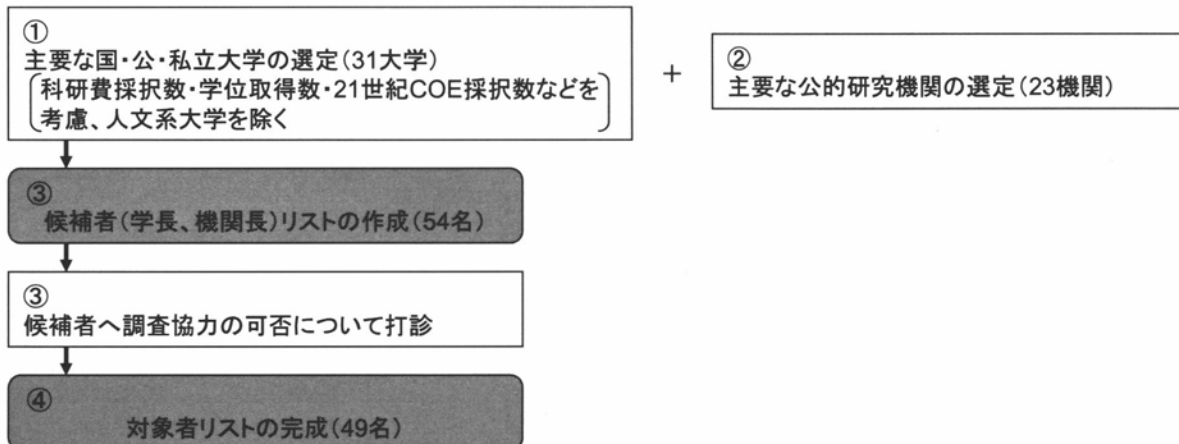 ①
主要な国・公・私立大学の選定(31大学)
科研費採択数・学位取得数・21世紀COE採択数などを
考慮、人文系大学を除く
+
②
主要な公的研究機関の選定(23機関)
③
候補者(学長、機関長)リストの作成(54名)
③
候補者へ調査協力の可否について打診
④
対象者リストの完成(49名)